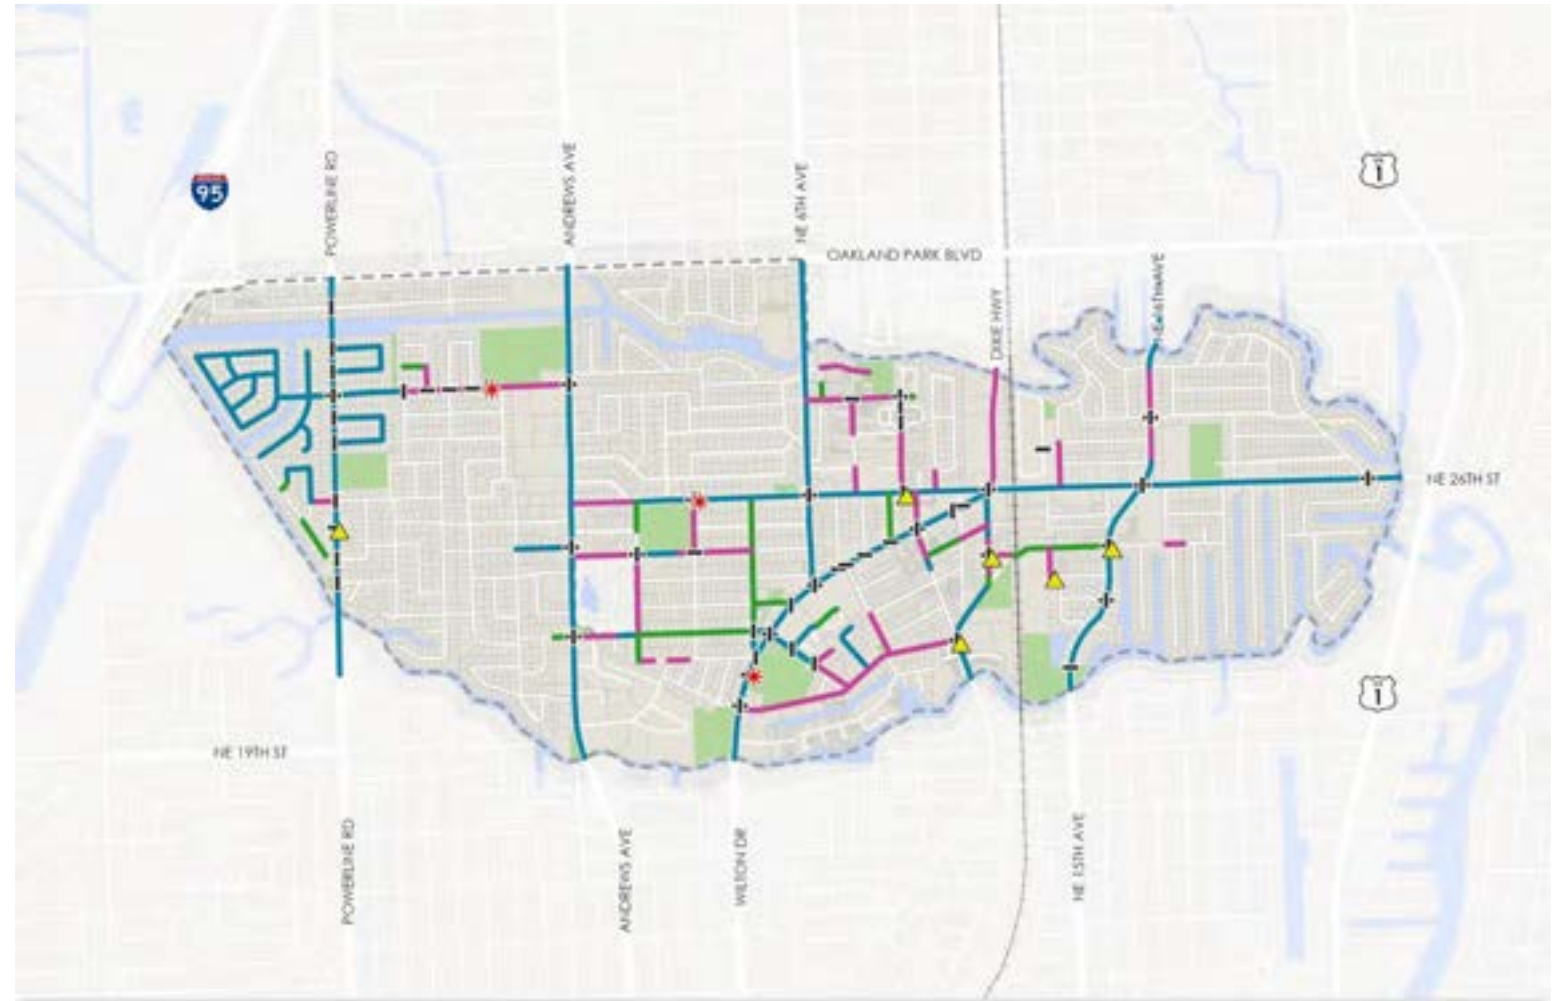 1
95
POWERLINE RD
ANDREWS AVE
NE 6TH AVE
OAKLAND PARK BLVD
DIXIE HWY
NE 26TH ST
1
NE 19TH ST
POWERLINE RD
ANDREWS AVE
WILTON DR
NE 15TH AVE